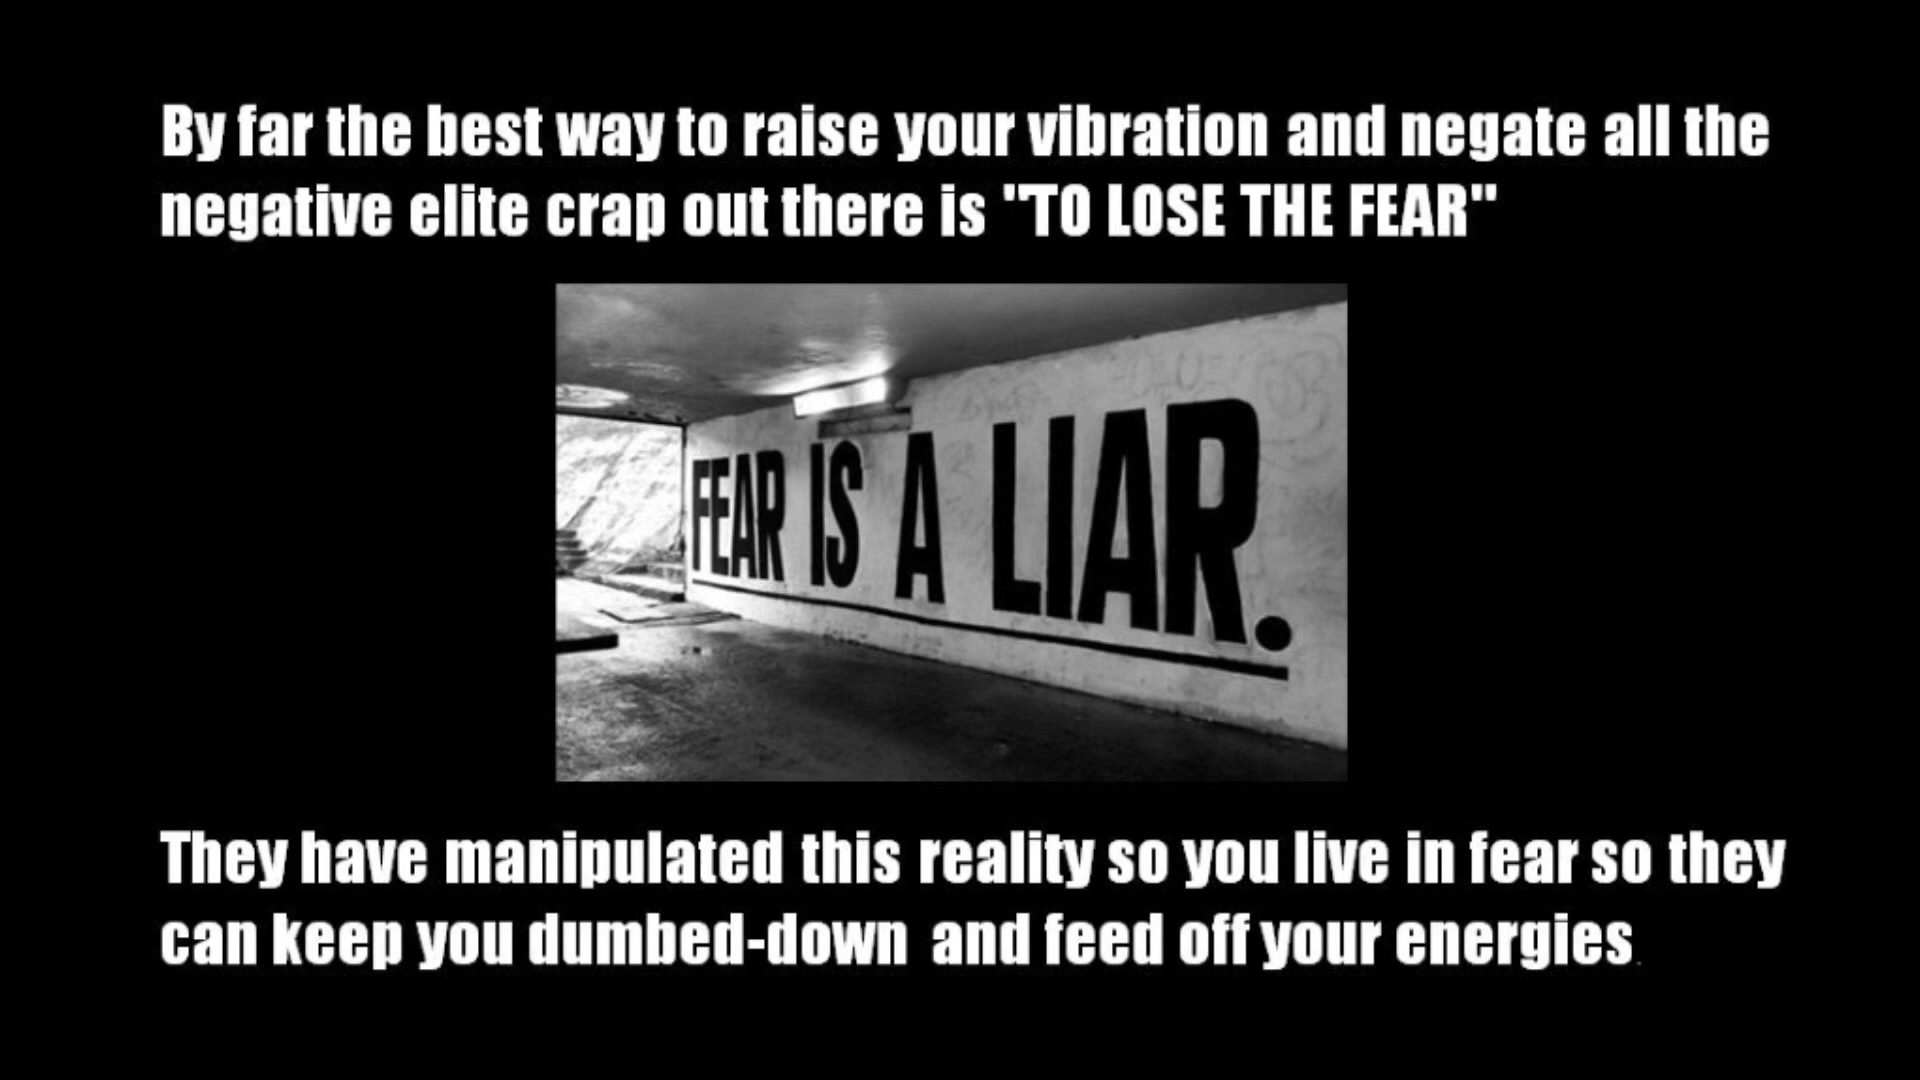 By far the best way to raise your vibration and negate all the
negative elite crap out there is "TO LOSE THE FEAR"
FEAR IS A LIAR.
They have manipulated this reality so you live in fear so they
can keep you dumbed-down and feed off your energies.